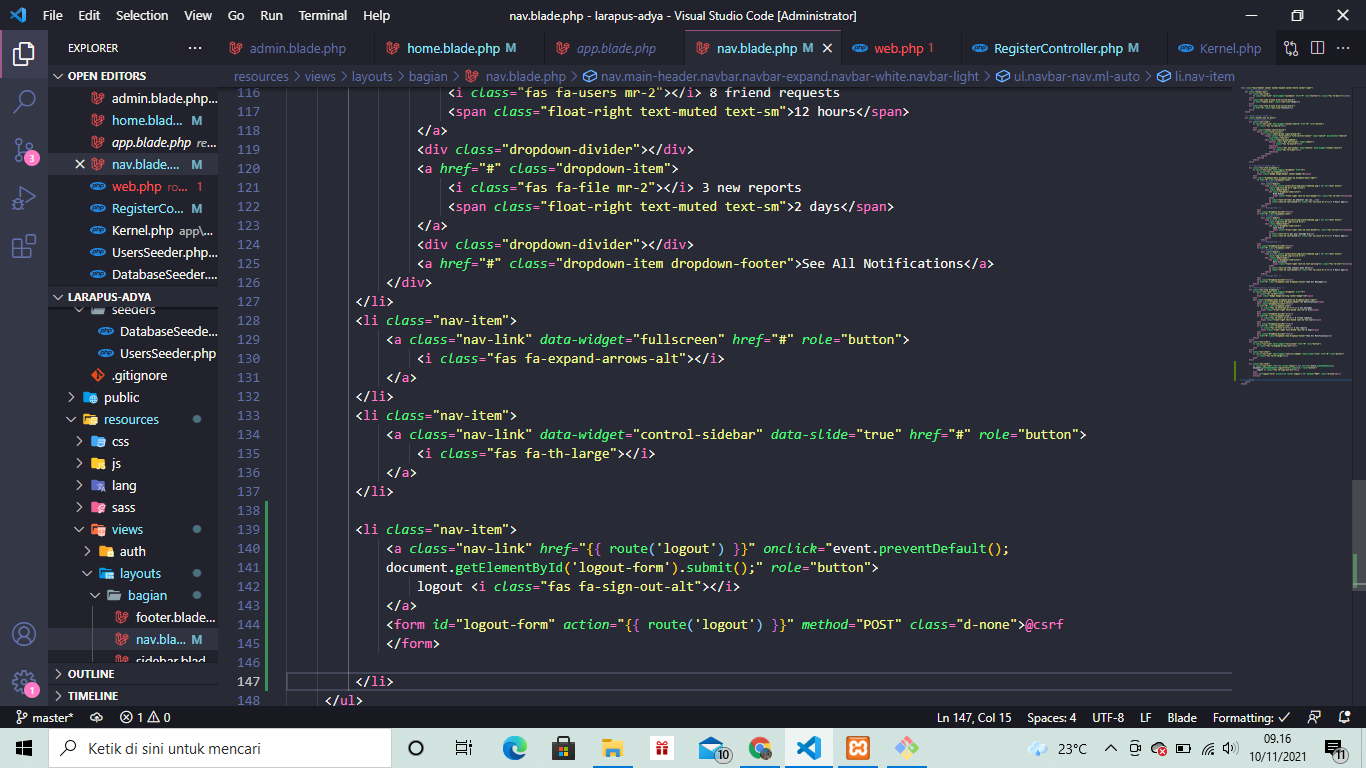 File Edit Selection View Go Run Terminal Help
nav.blade.php - larapus-adya - Visual Studio Code [Administrator]
EXPLORER
admin.blade.php
home.blade.php M
app.blade.php
nav.blade.php M
web.php 1
RegisterController.php M
Kernel.php
OPEN EDITORS
resources > views > layouts > bagian > nav.blade.php > nav.main-header.navbar.navbar-expand.navbar-white.navbar-light > ul.navbar-nav.ml-auto > li.nav-item
admin.blade.php...
home.blad... M
app.blade.php re...
nav.blade.... M
web.php ro... 1
RegisterCo... M
Kernel.php app\...
UsersSeeder.php...
DatabaseSeeder....
LARAPUS-ADYA
seeders
DatabaseSeede...
UsersSeeder.php
.gitignore
public
resources
css
js
lang
sass
views
auth
layouts
bagian
footer.blade...
nav.bla... M
sidebar.blad...
OUTLINE
TIMELINE
116 <i class="fas fa-users mr-2"></i> 8 friend requests
117 <span class="float-right text-muted text-sm">12 hours</span>
118 </a>
119 <div class="dropdown-divider"></div>
120 <a href="#" class="dropdown-item">
121 <i class="fas fa-file mr-2"></i> 3 new reports
122 <span class="float-right text-muted text-sm">2 days</span>
123 </a>
124 <div class="dropdown-divider"></div>
125 <a href="#" class="dropdown-item dropdown-footer">See All Notifications</a>
126 </div>
127 </li>
128 <li class="nav-item">
129 <a class="nav-link" data-widget="fullscreen" href="#" role="button">
130 <i class="fas fa-expand-arrows-alt"></i>
131 </a>
132 </li>
133 <li class="nav-item">
134 <a class="nav-link" data-widget="control-sidebar" data-slide="true" href="#" role="button">
135 <i class="fas fa-th-large"></i>
136 </a>
137 </li>
138
139 <li class="nav-item">
140 <a class="nav-link" href="{{ route('logout') }}" onclick="event.preventDefault();
141 document.getElementById('logout-form').submit();" role="button">
142 logout <i class="fas fa-sign-out-alt"></i>
143 </a>
144 <form id="logout-form" action="{{ route('logout') }}" method="POST" class="d-none">@csrf
145 </form>
146
147 </li>
148 </ul>
3
1
master* 1 0
Ln 147, Col 15 Spaces: 4 UTF-8 LF Blade Formatting: ✓
Ketik di sini untuk mencari
10
23°C
09.16
10/11/2021
11